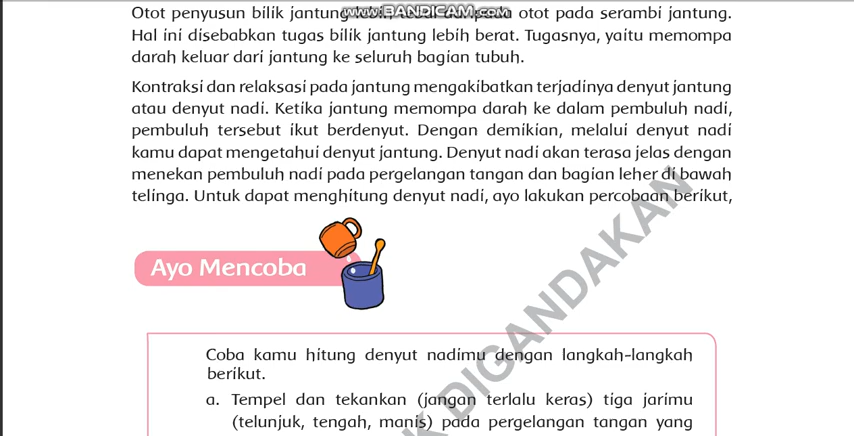 Otot penyusun bilik jantung otot pada serambi jantung.
www.BANDICAM.com
Hal ini disebabkan tugas bilik jantung lebih berat. Tugasnya, yaitu memompa
darah keluar dari jantung ke seluruh bagian tubuh.
Kontraksi dan relaksasi pada jantung mengakibatkan terjadinya denyut jantung
atau denyut nadi. Ketika jantung memompa darah ke dalam pembuluh nadi,
pembuluh tersebut ikut berdenyut. Dengan demikian, melalui denyut nadi
kamu dapat mengetahui denyut jantung. Denyut nadi akan terasa jelas dengan
menekan pembuluh nadi pada pergelangan tangan dan bagian leher di bawah
telinga. Untuk dapat menghitung denyut nadi, ayo lakukan percobaan berikut,
Ayo Mencoba
Coba kamu hitung denyut nadimu dengan langkah-langkah
berikut.
a. Tempel dan tekankan (jangan terlalu keras) tiga jarimu
(telunjuk, tengah, manis) pada pergelangan tangan yang
K DIGANDAKAN